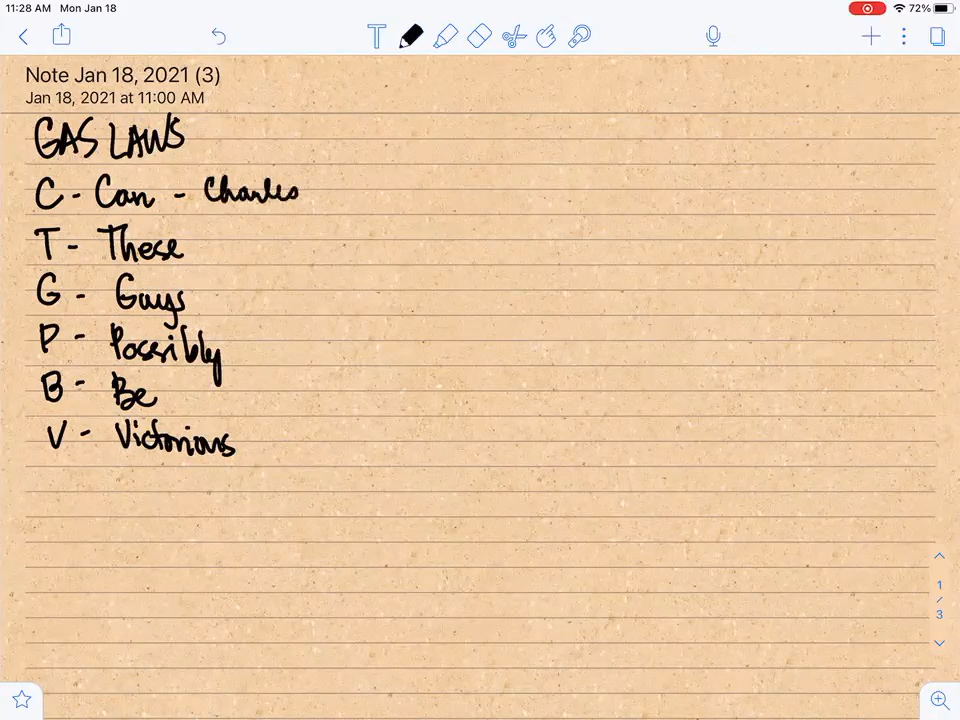 11:28 AM Mon Jan 18
72%
Note Jan 18, 2021 (3)
Jan 18, 2021 at 11:00 AM
GAS LAWS
C - Can - Charles
T - These
G - Guys
P - Possibly
B - Be
V - Victorious
1
/
3